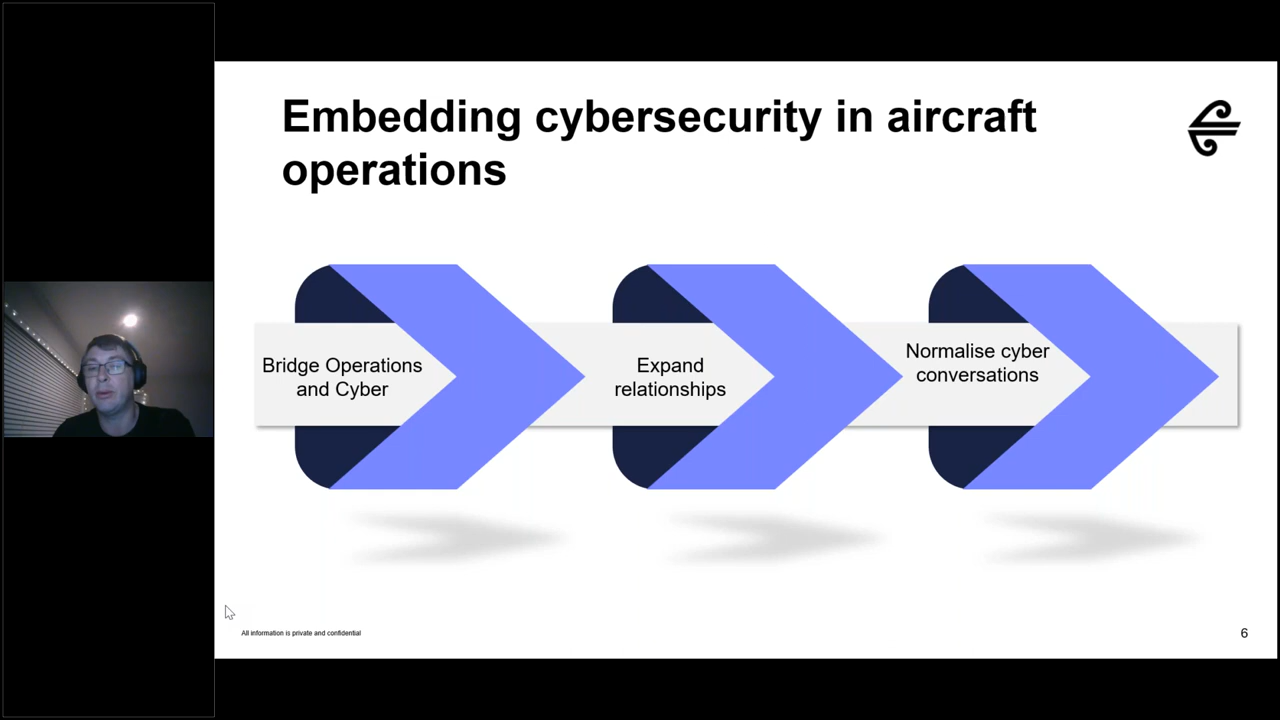 Embedding cybersecurity in aircraft
operations
Bridge Operations
and Cyber
Expand
relationships
Normalise cyber
conversations
All information is private and confidential
6